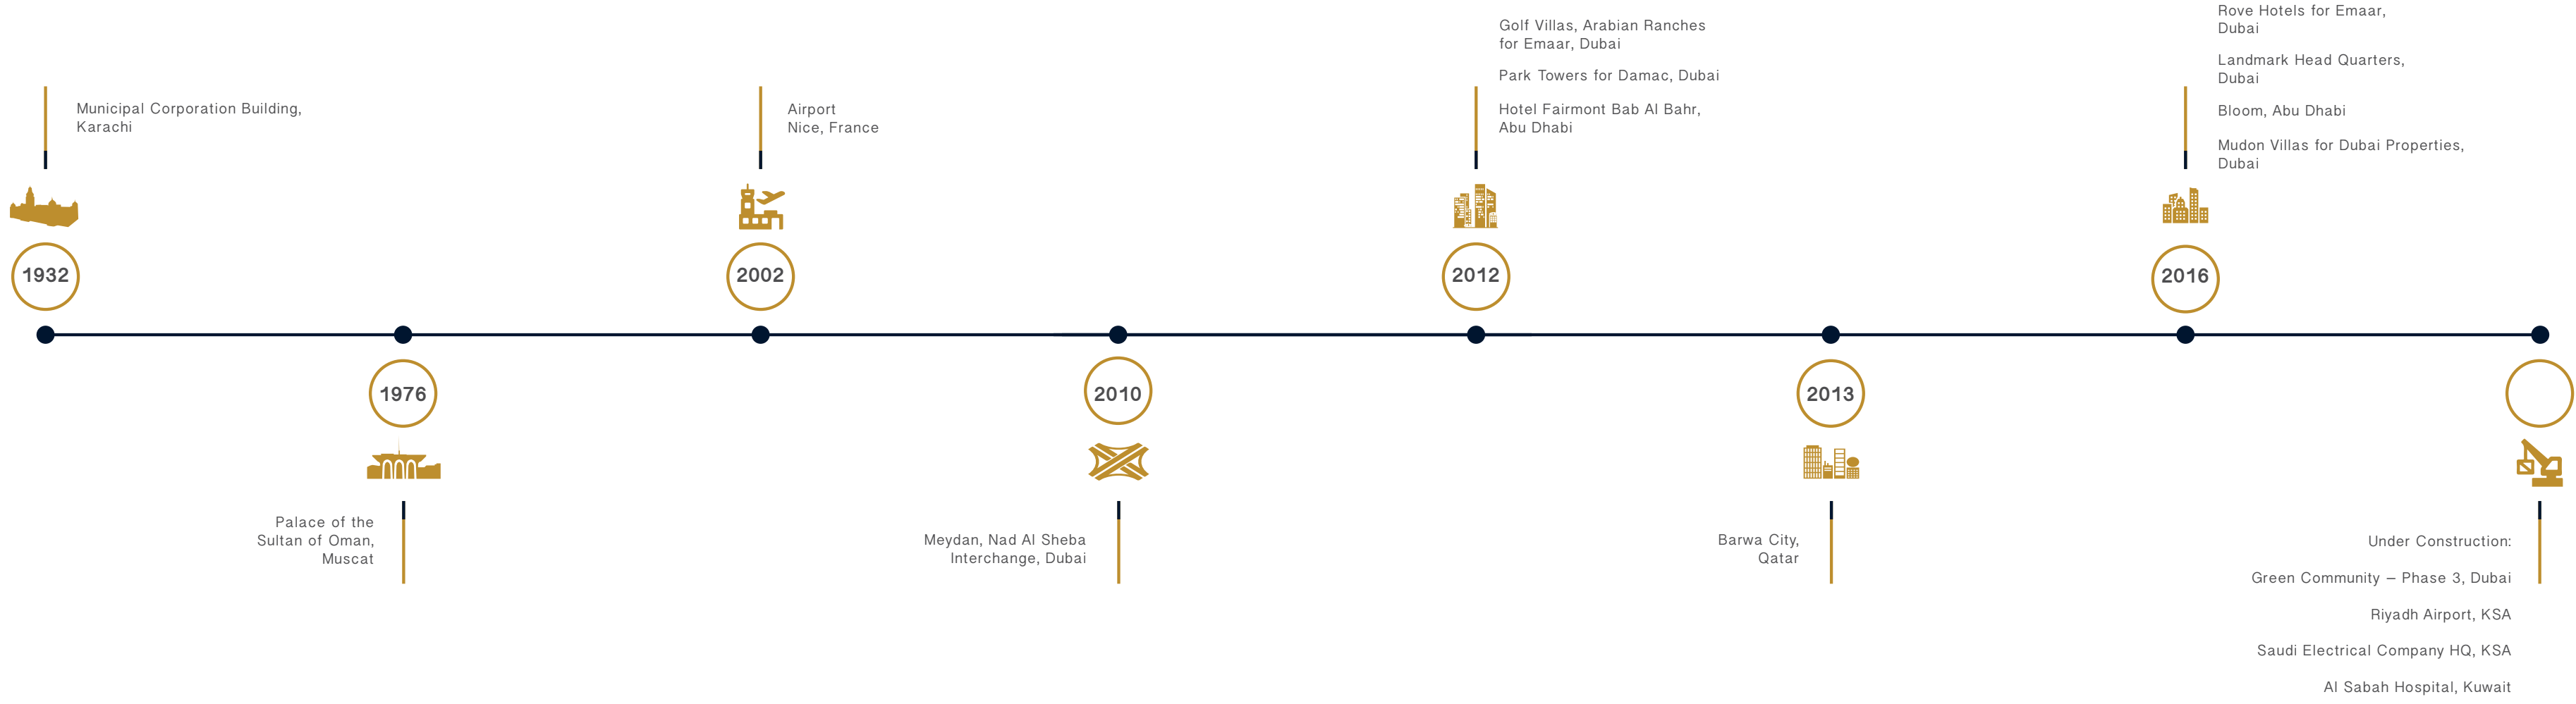 1932
Municipal Corporation Building,
Karachi
1976
Palace of the
Sultan of Oman,
Muscat
2002
Airport
Nice, France
2010
Meydan, Nad Al Sheba
Interchange, Dubai
2012
Golf Villas, Arabian Ranches
for Emaar, Dubai
Park Towers for Damac, Dubai
Hotel Fairmont Bab Al Bahr,
Abu Dhabi
2013
Barwa City,
Qatar
2016
Rove Hotels for Emaar,
Dubai
Landmark Head Quarters,
Dubai
Bloom, Abu Dhabi
Mudon Villas for Dubai Properties,
Dubai
Under Construction:
Green Community – Phase 3, Dubai
Riyadh Airport, KSA
Saudi Electrical Company HQ, KSA
Al Sabah Hospital, Kuwait